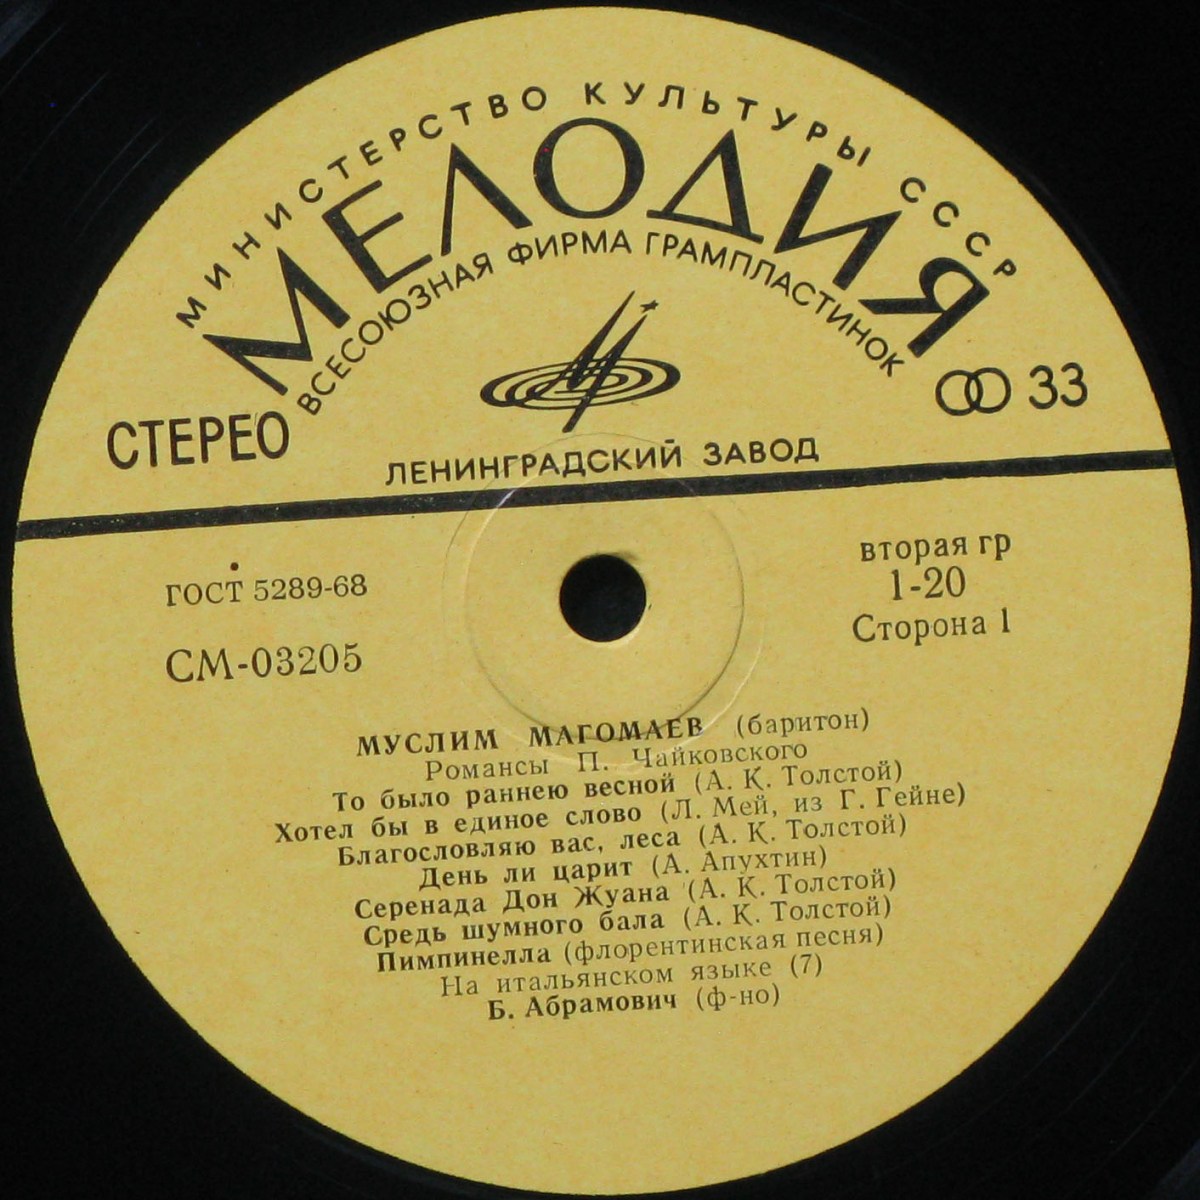 МИНИСТЕРСТВО КУЛЬТУРЫ СССР
МЕЛОДИЯ
ВСЕСОЮЗНАЯ ФИРМА ГРАМПЛАСТИНОК
СТЕРЕО
33
ЛЕНИНГРАДСКИЙ ЗАВОД
ГОСТ 5289-68
СМ-03205
вторая гр
1-20
Сторона 1
МУСЛИМ МАГОМАЕВ (баритон)
Романсы П. Чайковского
То было раннею весной (А. К. Толстой)
Хотел бы в единое слово (Л. Мей, из Г. Гейне)
Благословляю вас, леса (А. К. Толстой)
День ли царит (А. Апухтин)
Серенада Дон Жуана (А. К. Толстой)
Средь шумного бала (А. К. Толстой)
Пимпинелла (флорентинская песня)
На итальянском языке (7)
Б. Абрамович (ф-но)